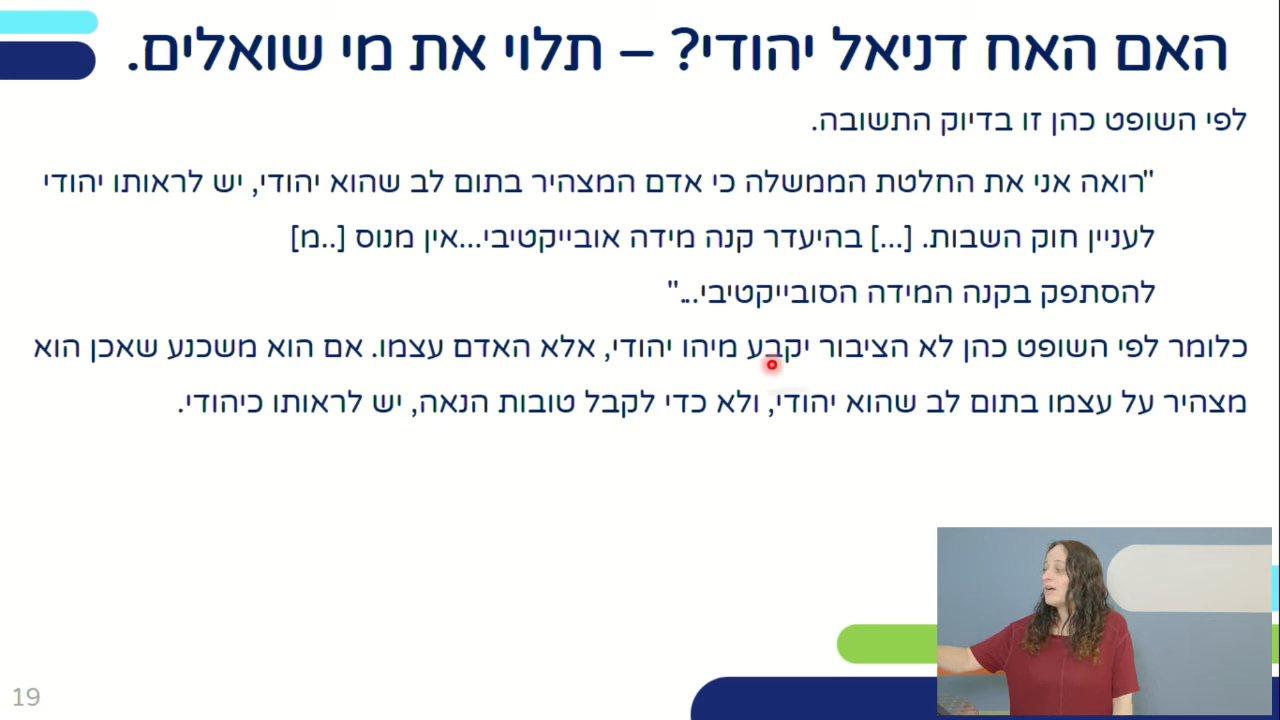 האם האח דניאל יהודי? – תלוי את מי שואלים.
לפי השופט כהן זו בדיוק התשובה.
"רואה אני את החלטת הממשלה כי אדם המצהיר בתום לב שהוא יהודי, יש לראותו יהודי
לעניין חוק השבות. [...] בהיעדר קנה מידה אובייקטיבי...אין מנוס [..מ]
להסתפק בקנה המידה הסובייקטיבי..."
כלומר לפי השופט כהן לא הציבור יקבע מיהו יהודי, אלא האדם עצמו. אם הוא משכנע שאכן הוא
מצהיר על עצמו בתום לב שהוא יהודי, ולא כדי לקבל טובות הנאה, יש לראותו כיהודי.
19